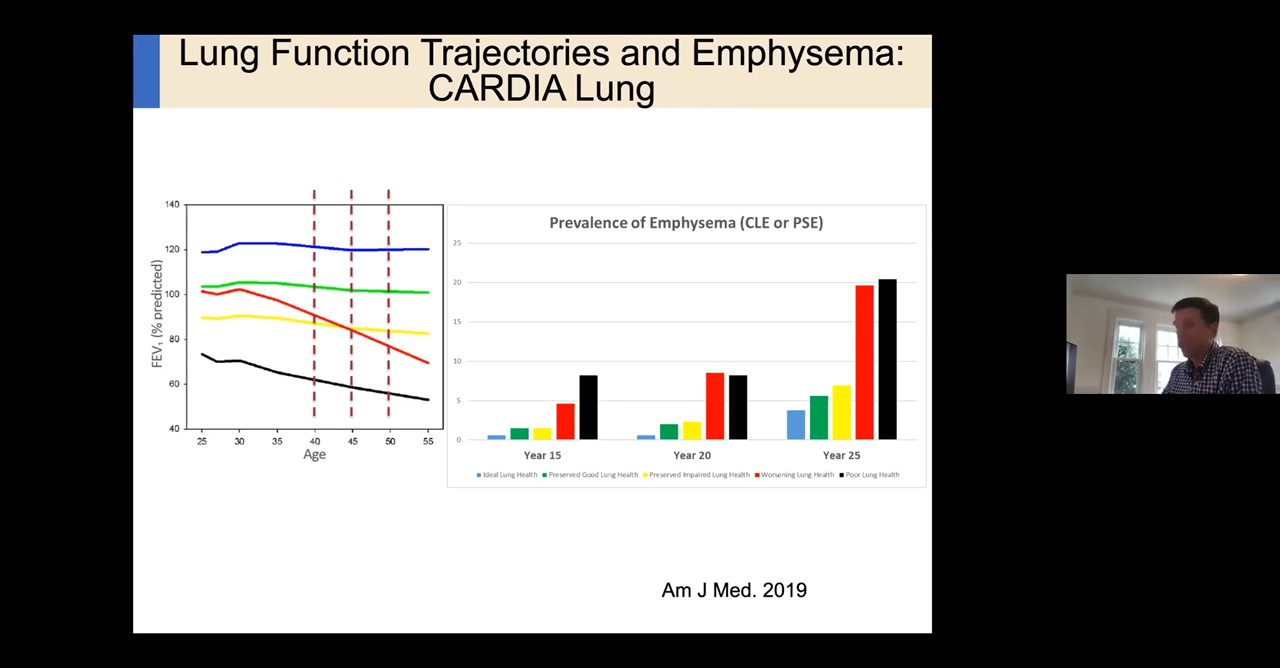 Lung Function Trajectories and Emphysema:
CARDIA Lung
140
120
100
80
60
40
FEV₁ (% predicted)
25 30 35 40 45 50 55
Age
Prevalence of Emphysema (CLE or PSE)
25
20
15
10
5
0
Year 15 Year 20 Year 25
Ideal Lung Health Preserved Good Lung Health Preserved Impaired Lung Health Worsening Lung Health Poor Lung Health
Am J Med. 2019